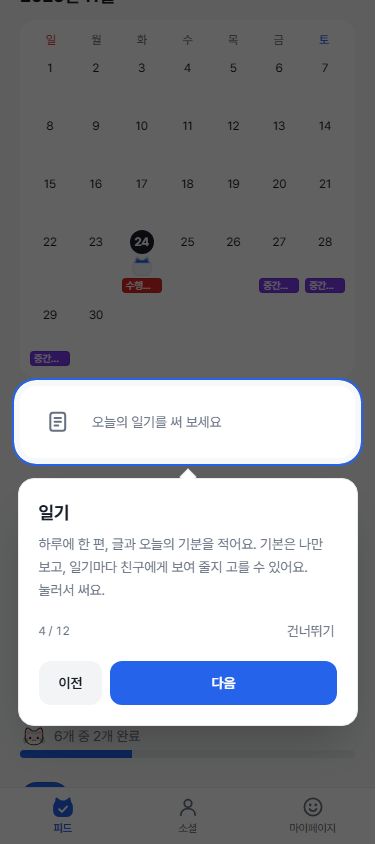 일 월 화 수 목 금 토
1 2 3 4 5 6 7
8 9 10 11 12 13 14
15 16 17 18 19 20 21
22 23 24 25 26 27 28
수행... 중간... 중간...
29 30
중간...
오늘의 일기를 써 보세요
일기
하루에 한 편, 글과 오늘의 기분을 적어요. 기본은 나만
보고, 일기마다 친구에게 보여 줄지 고를 수 있어요.
눌러서 써요.
4 / 12 건너뛰기
이전 다음
6개 중 2개 완료
피드 소셜 마이페이지